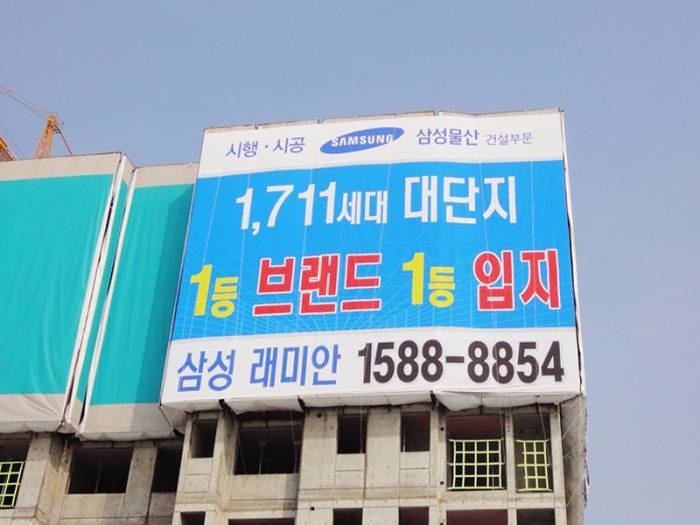 시행·시공 SAMSUNG 삼성물산 건설부문
1,711세대 대단지
1등 브랜드 1등 입지
삼성 래미안 1588-8854